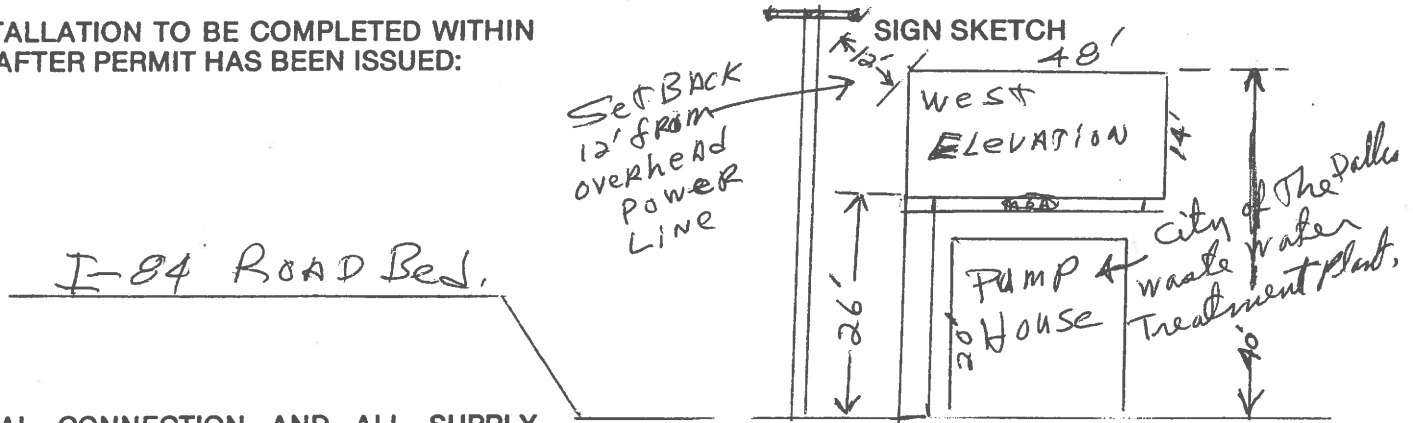 TALLATION TO BE COMPLETED WITHIN
AFTER PERMIT HAS BEEN ISSUED:
SIGN SKETCH
12'
48'
SetBACK
12' from
overhead
Power
Line
West
ELEVATION
14'
I-84 ROAD Bed.
26'
PUMP
House
20'
city of The Dalles
waste water
Treatment Plant.
40'
AL CONNECTION AND ALL SUPPLY